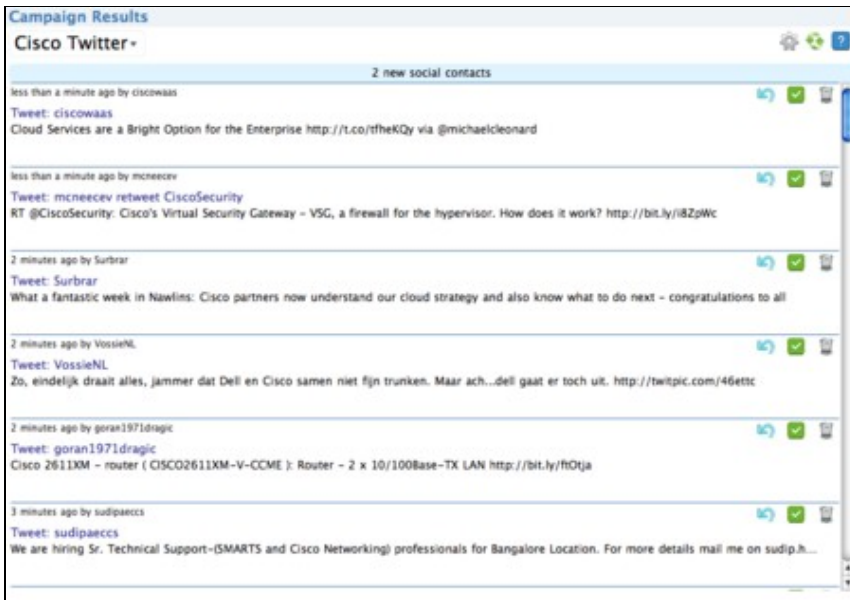 Campaign Results
Cisco Twitter
?
2 new social contacts
less than a minute ago by ciscowaas
Tweet: ciscowaas
Cloud Services are a Bright Option for the Enterprise http://t.co/tfheKQy via @michaelcleonard
less than a minute ago by mcneecev
Tweet: mcneecev retweet CiscoSecurity
RT @CiscoSecurity: Cisco's Virtual Security Gateway - VSG, a firewall for the hypervisor. How does it work? http://bit.ly/i8ZpWc
2 minutes ago by Surbrar
Tweet: Surbrar
What a fantastic week in Nawlins: Cisco partners now understand our cloud strategy and also know what to do next - congratulations to all
2 minutes ago by VossieNL
Tweet: VossieNL
Zo, eindelijk draait alles, jammer dat Dell en Cisco samen niet fijn trunken. Maar ach...dell gaat er toch uit. http://twitpic.com/46ettc
2 minutes ago by goran1971dragic
Tweet: goran1971dragic
Cisco 2611XM - router ( CISCO2611XM-V-CCME ): Router - 2 x 10/100Base-TX LAN http://bit.ly/ftOtja
3 minutes ago by sudipaeccs
Tweet: sudipaeccs
We are hiring Sr. Technical Support-(SMARTS and Cisco Networking) professionals for Bangalore Location. For more details mail me on sudip.h...